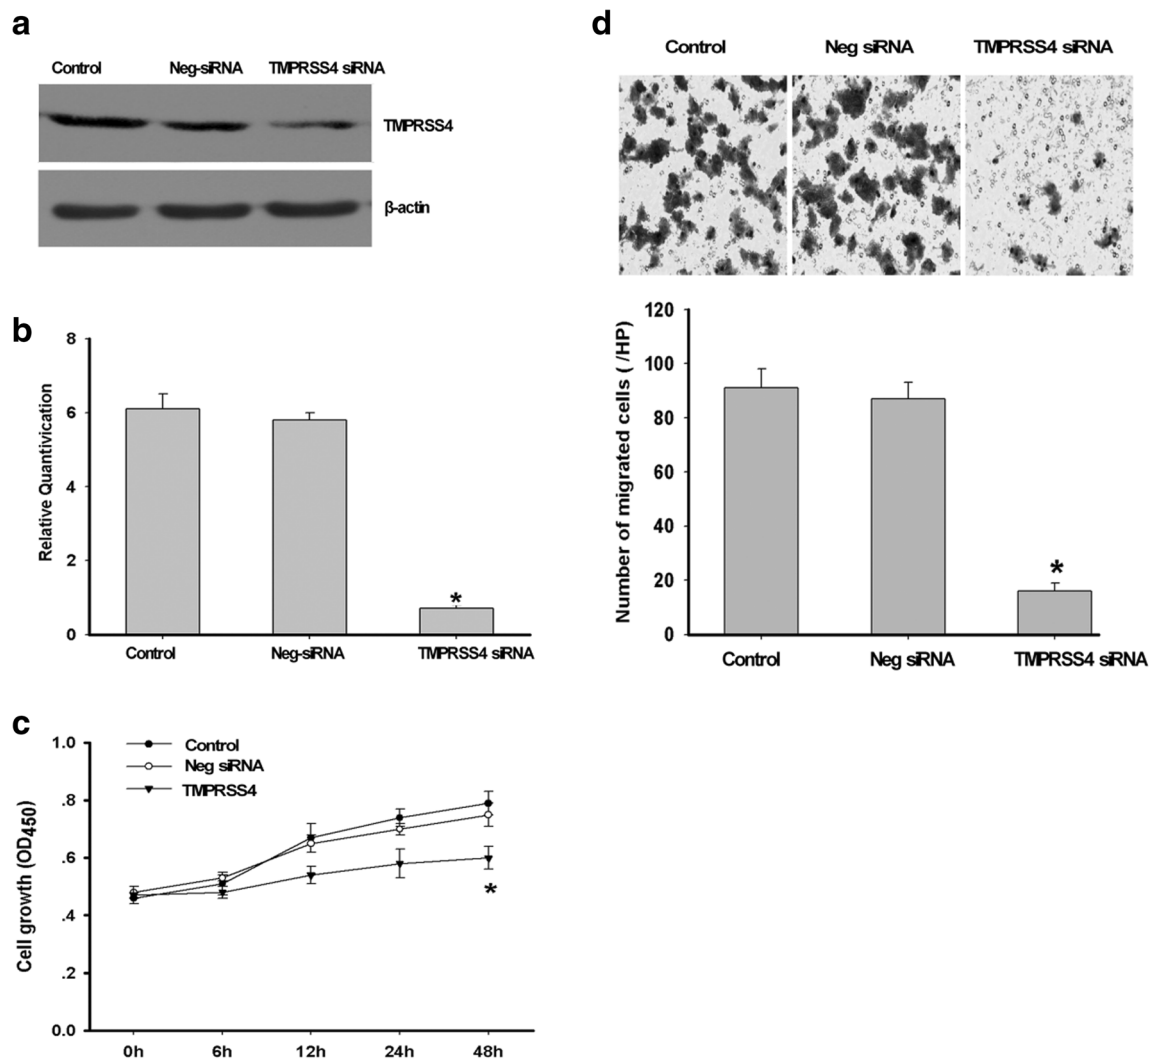 a
Control Neg-siRNA TMPRSS4 siRNA
TMPRSS4
β-actin
b
8
6
4
2
0
Relative Quantivication
*
Control Neg-siRNA TMPRSS4 siRNA
c
1.0
.8
.6
.4
.2
0.0
Cell growth (OD450)
Control
Neg siRNA
TMPRSS4
*
0h 6h 12h 24h 48h
d
Control Neg siRNA TMPRSS4 siRNA
120
100
80
60
40
20
0
Number of migrated cells ( /HP)
*
Control Neg siRNA TMPRSS4 siRNA